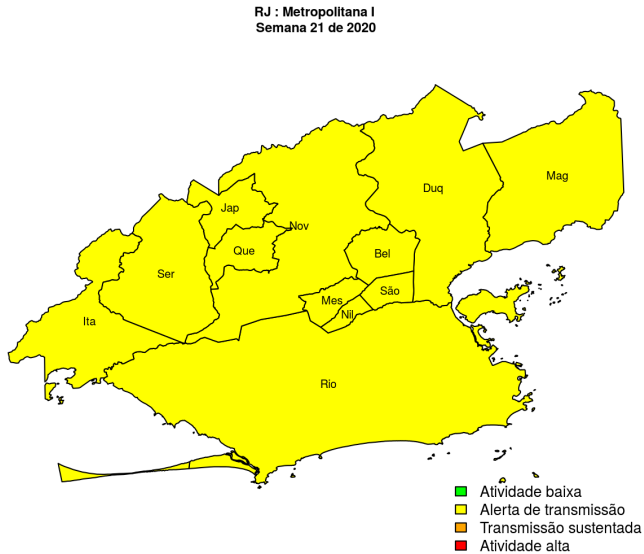 RJ : Metropolitana I
Semana 21 de 2020
Mag
Duq
Jap
Nov
Que
Bel
Ser
São
Mes
Nil
Ita
Rio
Atividade baixa
Alerta de transmissão
Transmissão sustentada
Atividade alta